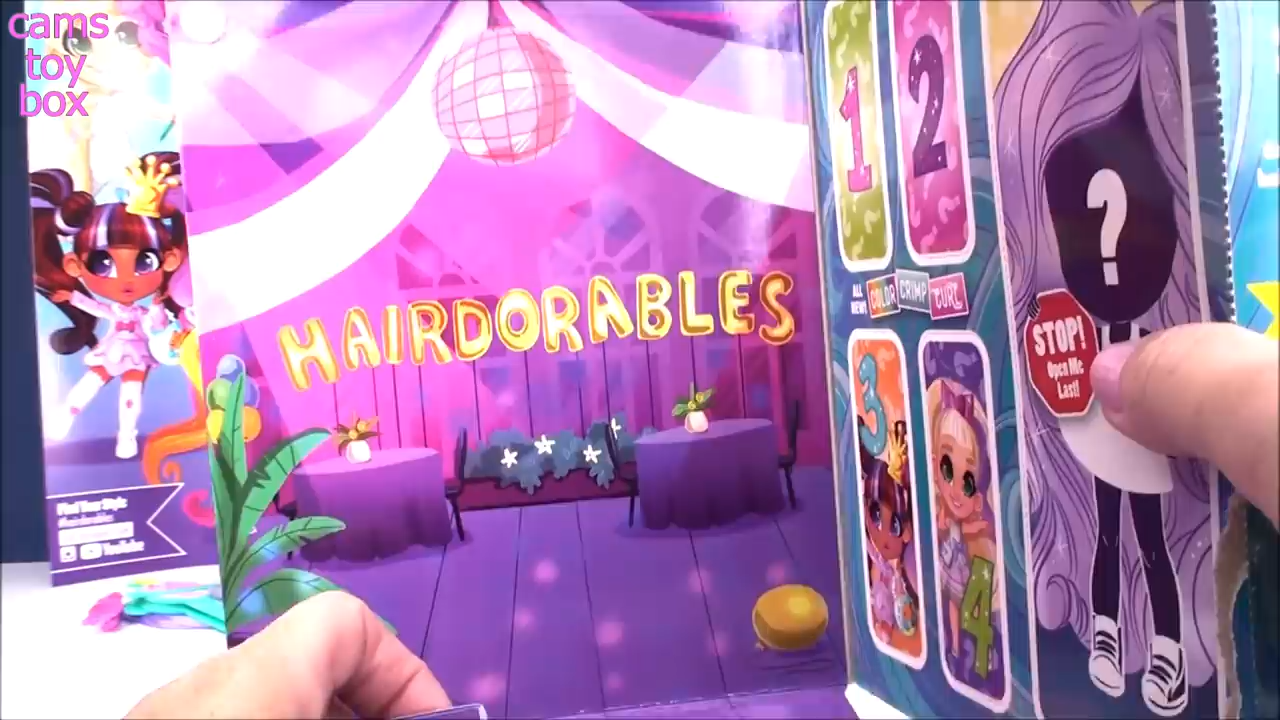 cams
toy
box
HAIRDORABLES
1
2
ALL NEW! COLOR CRIMP CURL
?
STOP!
Open Me
Last!
3
4
Find Your Style
YouTube